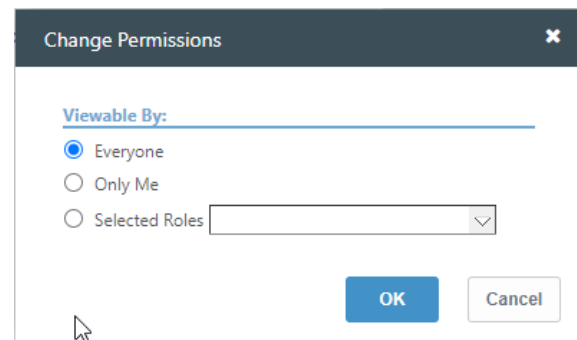 Change Permissions
Viewable By:
Everyone
Only Me
Selected Roles
OK Cancel